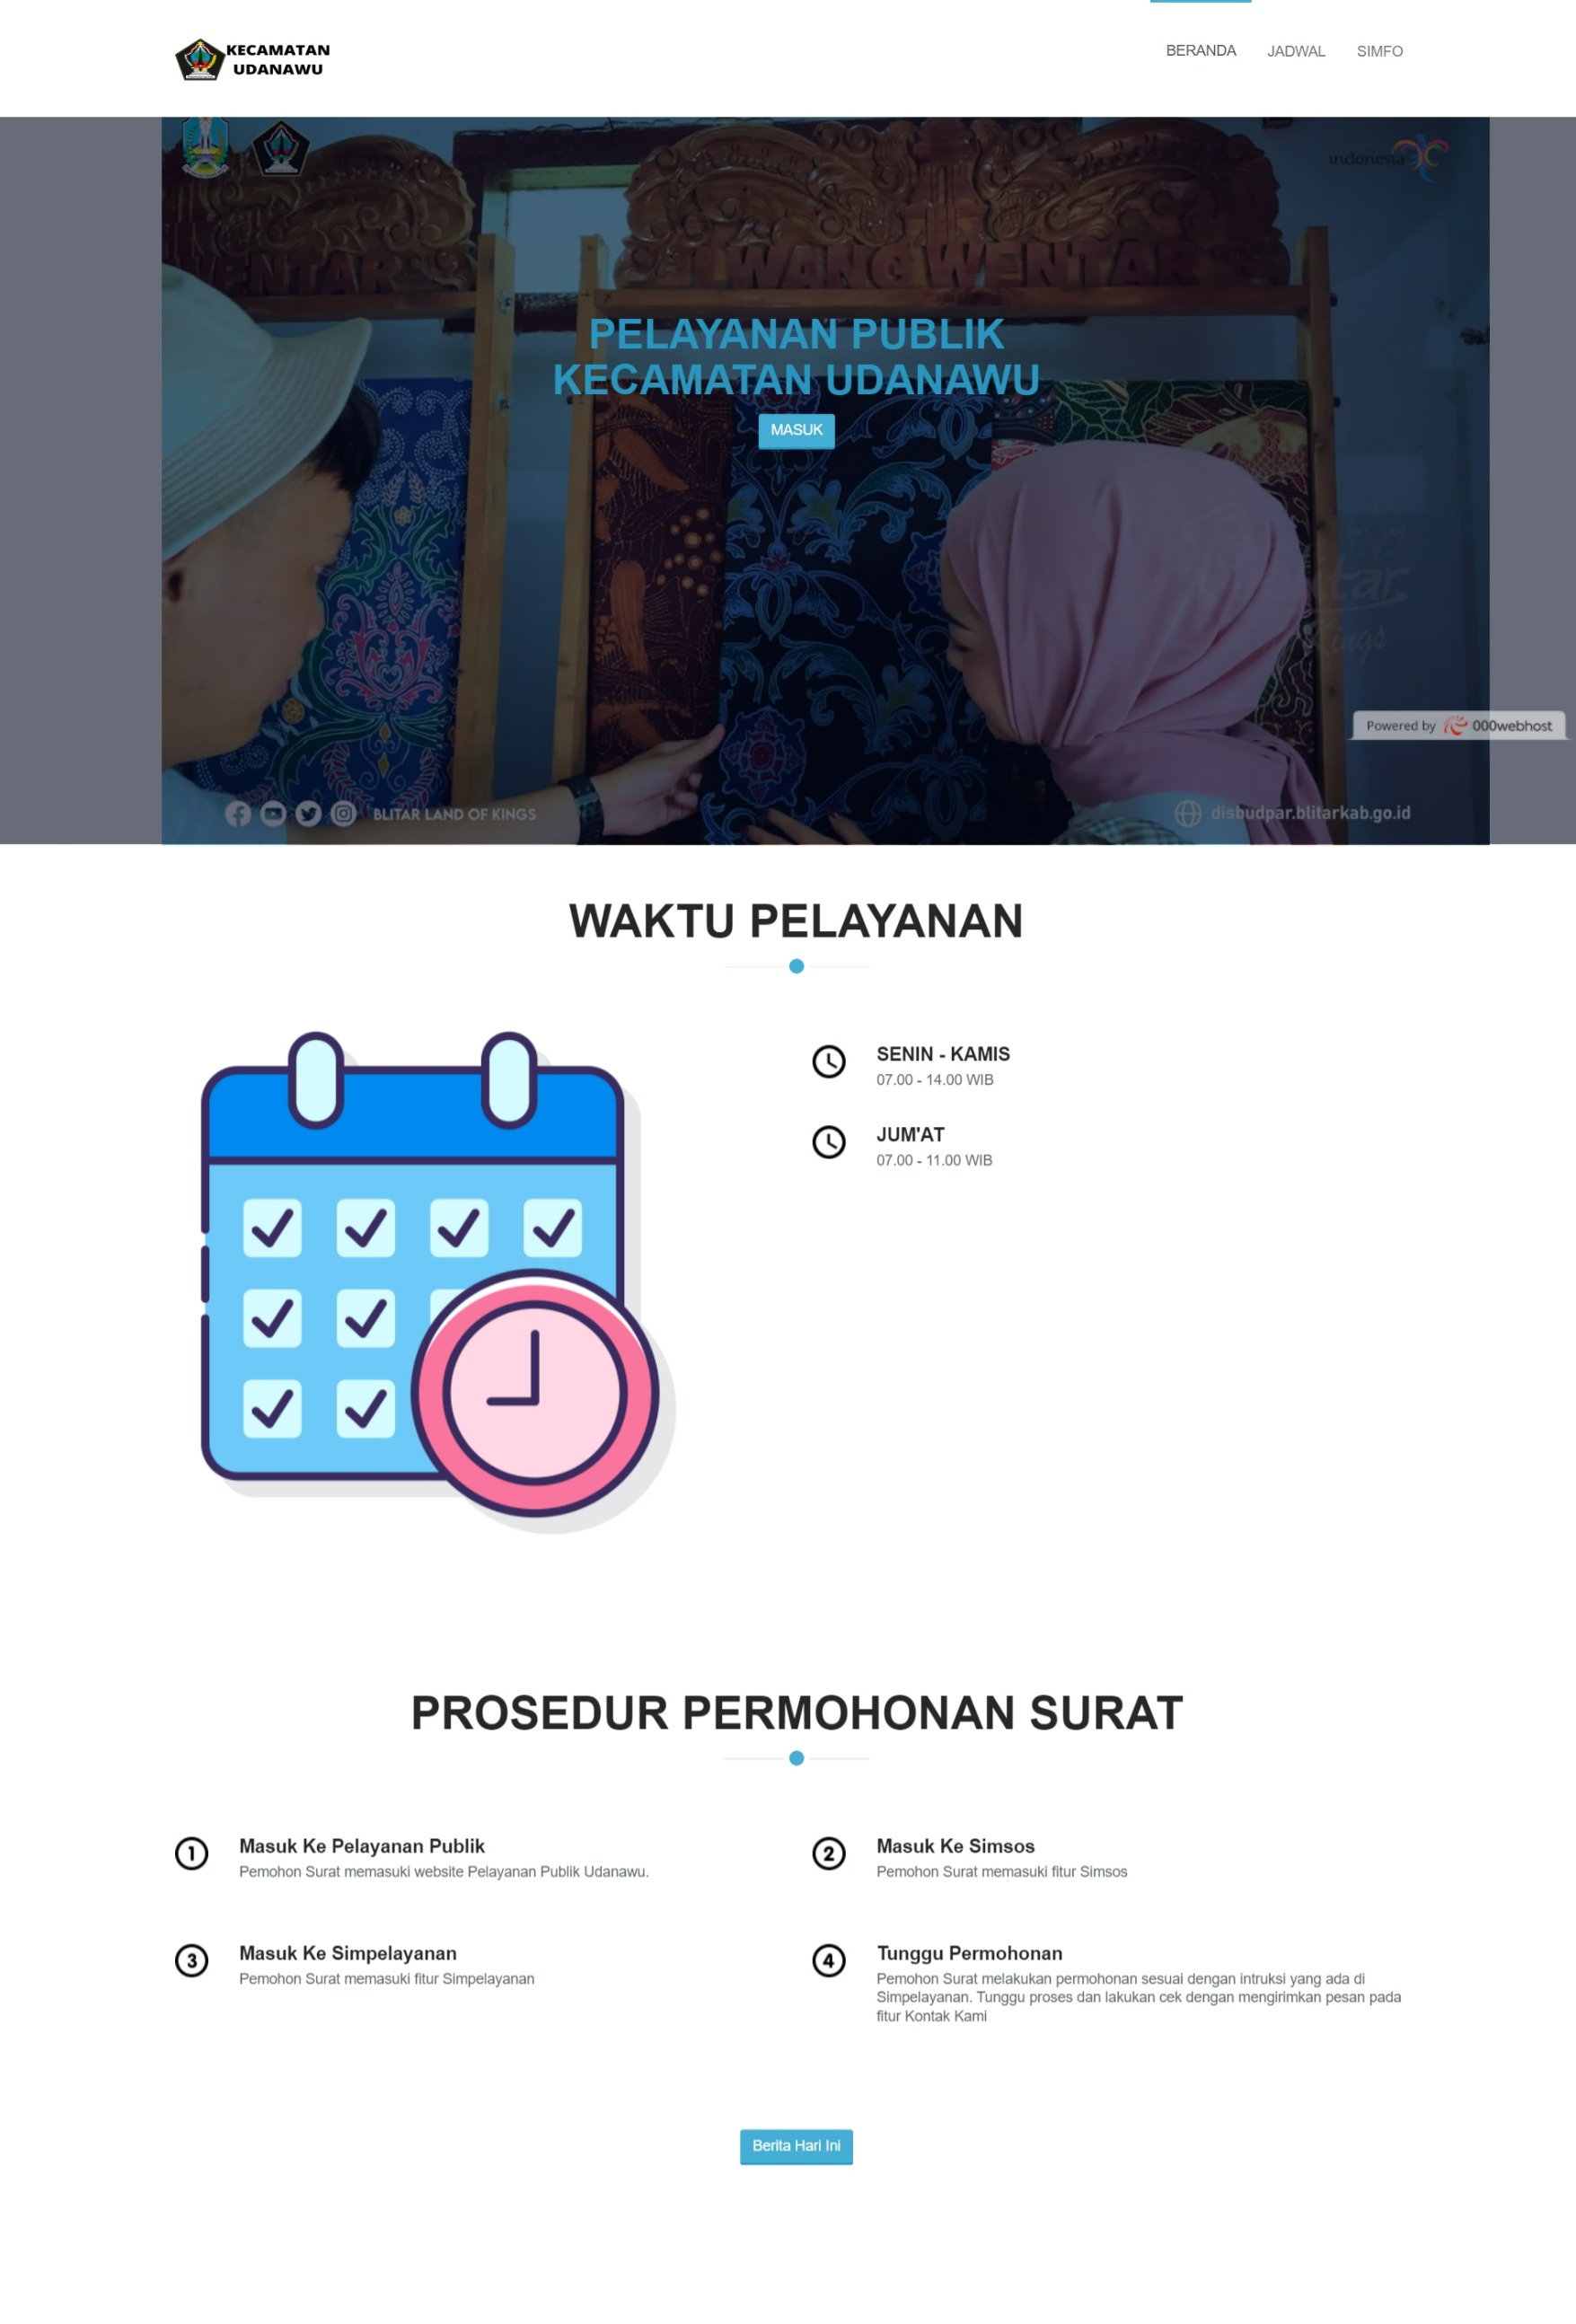 KECAMATAN
UDANAWU
BERANDA
JADWAL
SIMFO
indonesia
WENTAR
WANG WENTAR
PELAYANAN PUBLIK
KECAMATAN UDANAWU
MASUK
Powered by 000webhost
BLITAR LAND OF KINGS
disbudpar.blitarkab.go.id
WAKTU PELAYANAN
SENIN - KAMIS
07.00 - 14.00 WIB
JUM'AT
07.00 - 11.00 WIB
PROSEDUR PERMOHONAN SURAT
1
Masuk Ke Pelayanan Publik
Pemohon Surat memasuki website Pelayanan Publik Udanawu.
2
Masuk Ke Simsos
Pemohon Surat memasuki fitur Simsos
3
Masuk Ke Simpelayanan
Pemohon Surat memasuki fitur Simpelayanan
4
Tunggu Permohonan
Pemohon Surat melakukan permohonan sesuai dengan intruksi yang ada di
Simpelayanan. Tunggu proses dan lakukan cek dengan mengirimkan pesan pada
fitur Kontak Kami
Berita Hari Ini